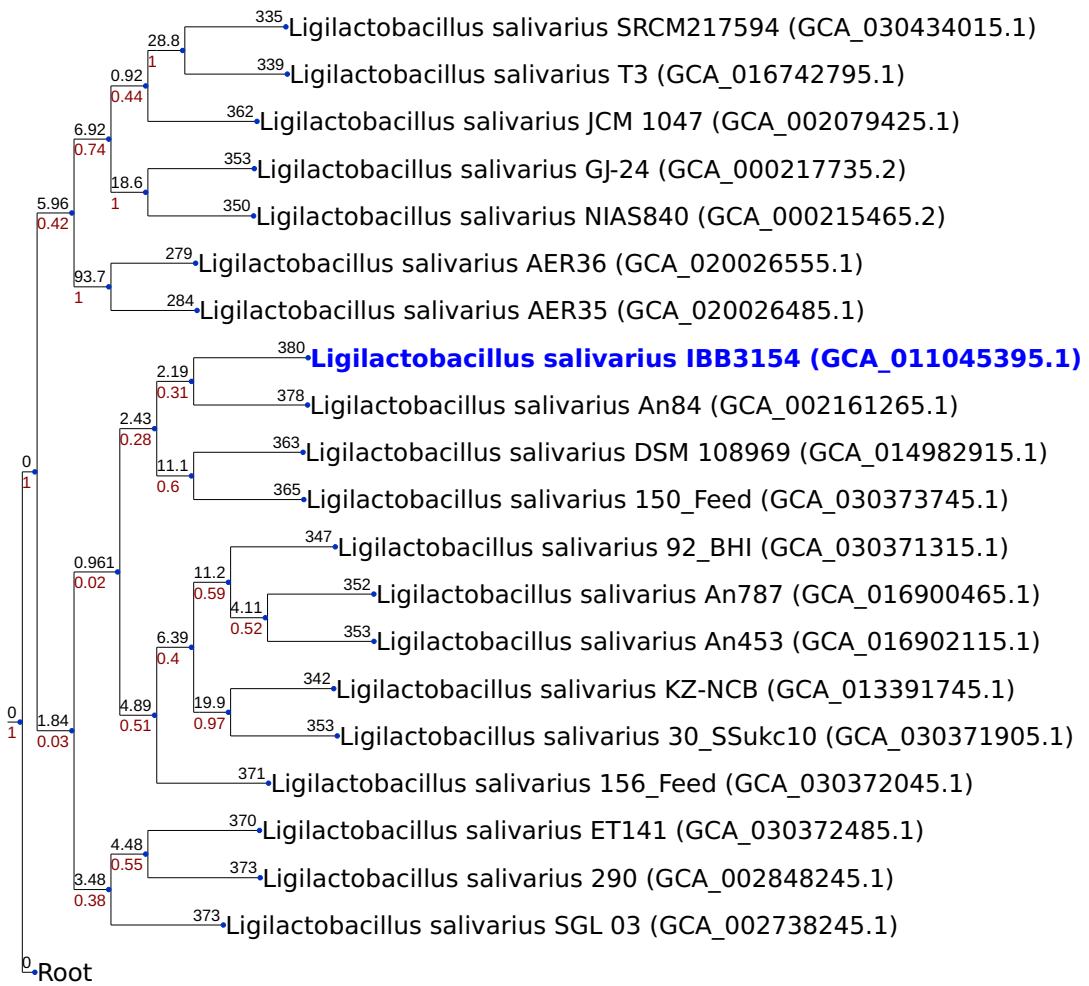 335 Ligilactobacillus salivarius SRCM217594 (GCA_030434015.1)
28.8
1
339 Ligilactobacillus salivarius T3 (GCA_016742795.1)
0.92
0.44
362 Ligilactobacillus salivarius JCM 1047 (GCA_002079425.1)
6.92
0.74
353 Ligilactobacillus salivarius GJ-24 (GCA_000217735.2)
18.6
1
350 Ligilactobacillus salivarius NIAS840 (GCA_000215465.2)
5.96
0.42
279 Ligilactobacillus salivarius AER36 (GCA_020026555.1)
93.7
1
284 Ligilactobacillus salivarius AER35 (GCA_020026485.1)
380 Ligilactobacillus salivarius IBB3154 (GCA_011045395.1)
2.19
0.31
378 Ligilactobacillus salivarius An84 (GCA_002161265.1)
2.43
0.28
363 Ligilactobacillus salivarius DSM 108969 (GCA_014982915.1)
0
1
11.1
0.6
365 Ligilactobacillus salivarius 150_Feed (GCA_030373745.1)
347 Ligilactobacillus salivarius 92_BHI (GCA_030371315.1)
0.961
0.02
11.2
0.59
352 Ligilactobacillus salivarius An787 (GCA_016900465.1)
4.11
0.52
353 Ligilactobacillus salivarius An453 (GCA_016902115.1)
6.39
0.4
342 Ligilactobacillus salivarius KZ-NCB (GCA_013391745.1)
19.9
0.97
4.89
0.51
0
1
1.84
0.03
353 Ligilactobacillus salivarius 30_SSukc10 (GCA_030371905.1)
371 Ligilactobacillus salivarius 156_Feed (GCA_030372045.1)
370 Ligilactobacillus salivarius ET141 (GCA_030372485.1)
4.48
0.55
373 Ligilactobacillus salivarius 290 (GCA_002848245.1)
3.48
0.38
373 Ligilactobacillus salivarius SGL 03 (GCA_002738245.1)
0 Root